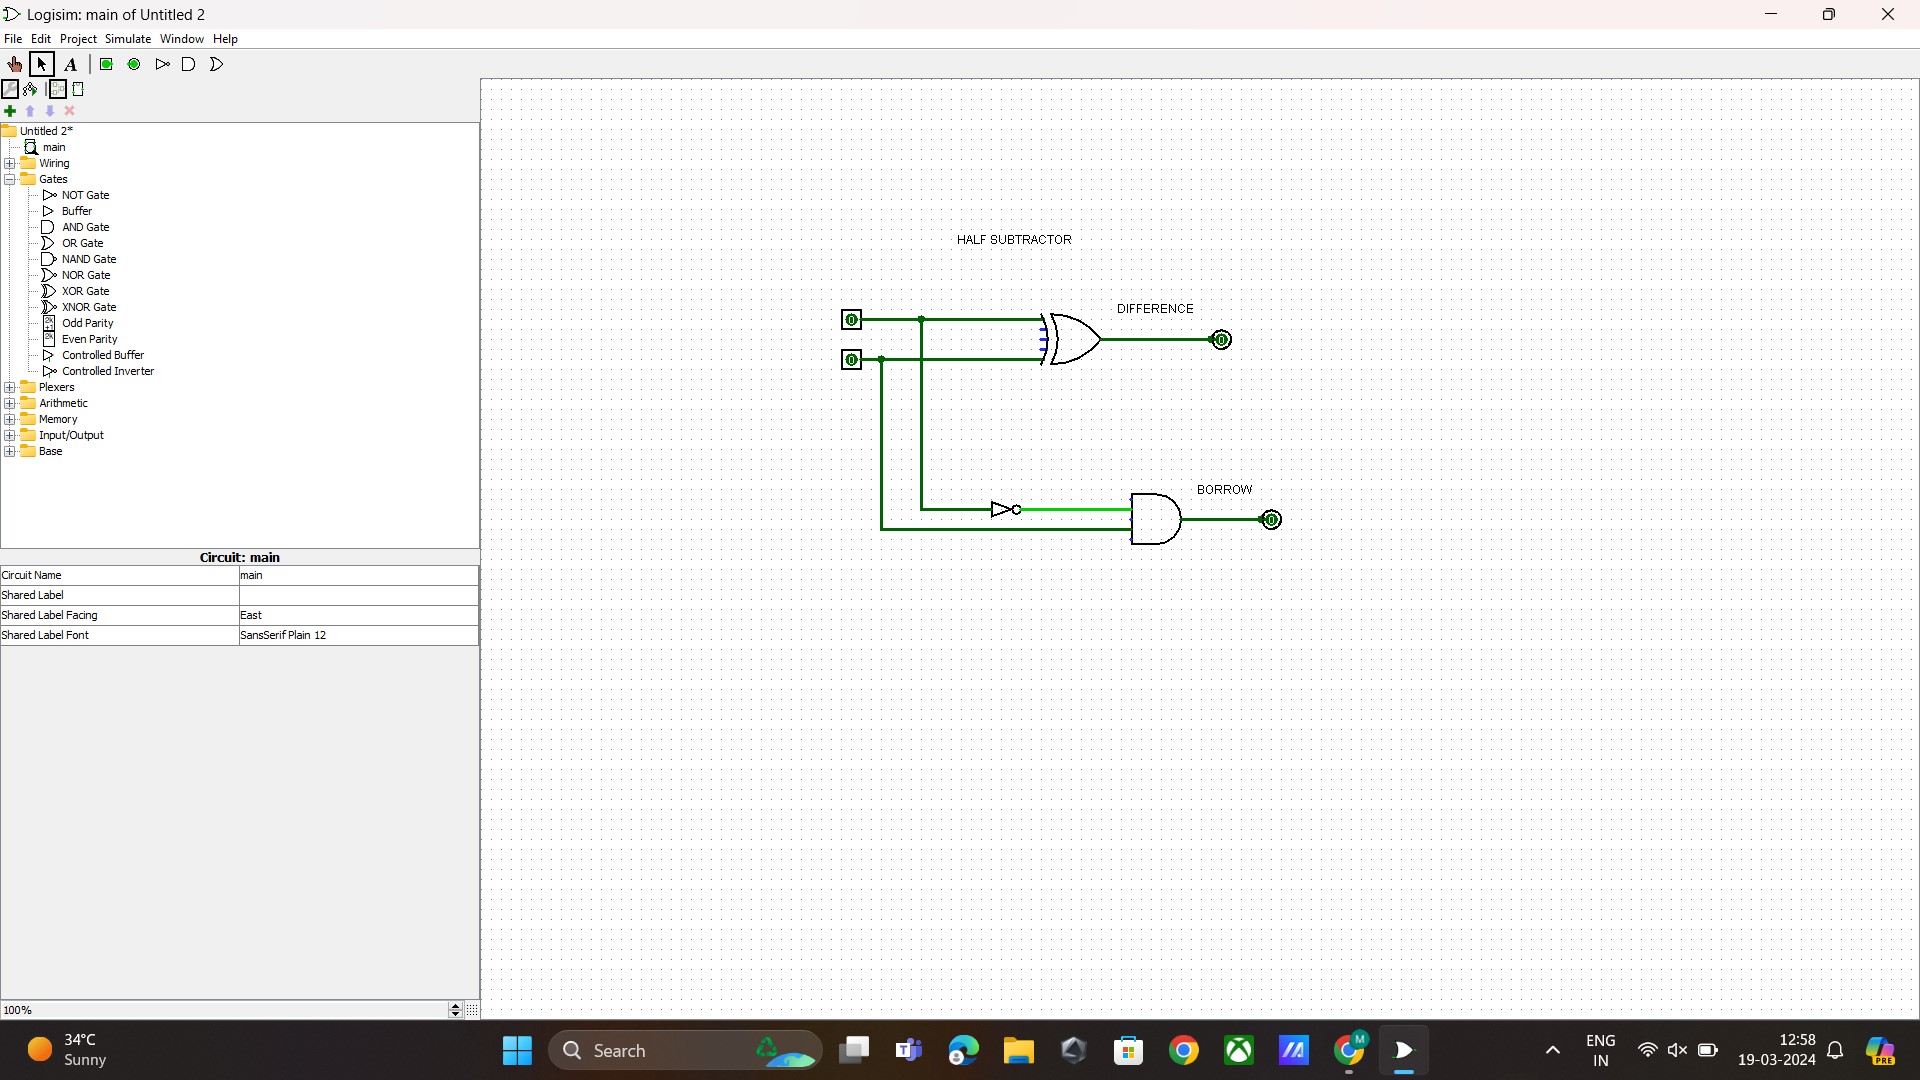 Logisim: main of Untitled 2
File Edit Project Simulate Window Help
A
Untitled 2*
main
Wiring
Gates
NOT Gate
Buffer
AND Gate
OR Gate
NAND Gate
NOR Gate
XOR Gate
XNOR Gate
Odd Parity
Even Parity
Controlled Buffer
Controlled Inverter
Plexers
Arithmetic
Memory
Input/Output
Base
Circuit: main
Circuit Name main
Shared Label
Shared Label Facing East
Shared Label Font SansSerif Plain 12
100%
HALF SUBTRACTOR
DIFFERENCE
0
0
0
BORROW
0
34°C
Sunny
Search
M
ENG
IN
12:58
19-03-2024
PRE